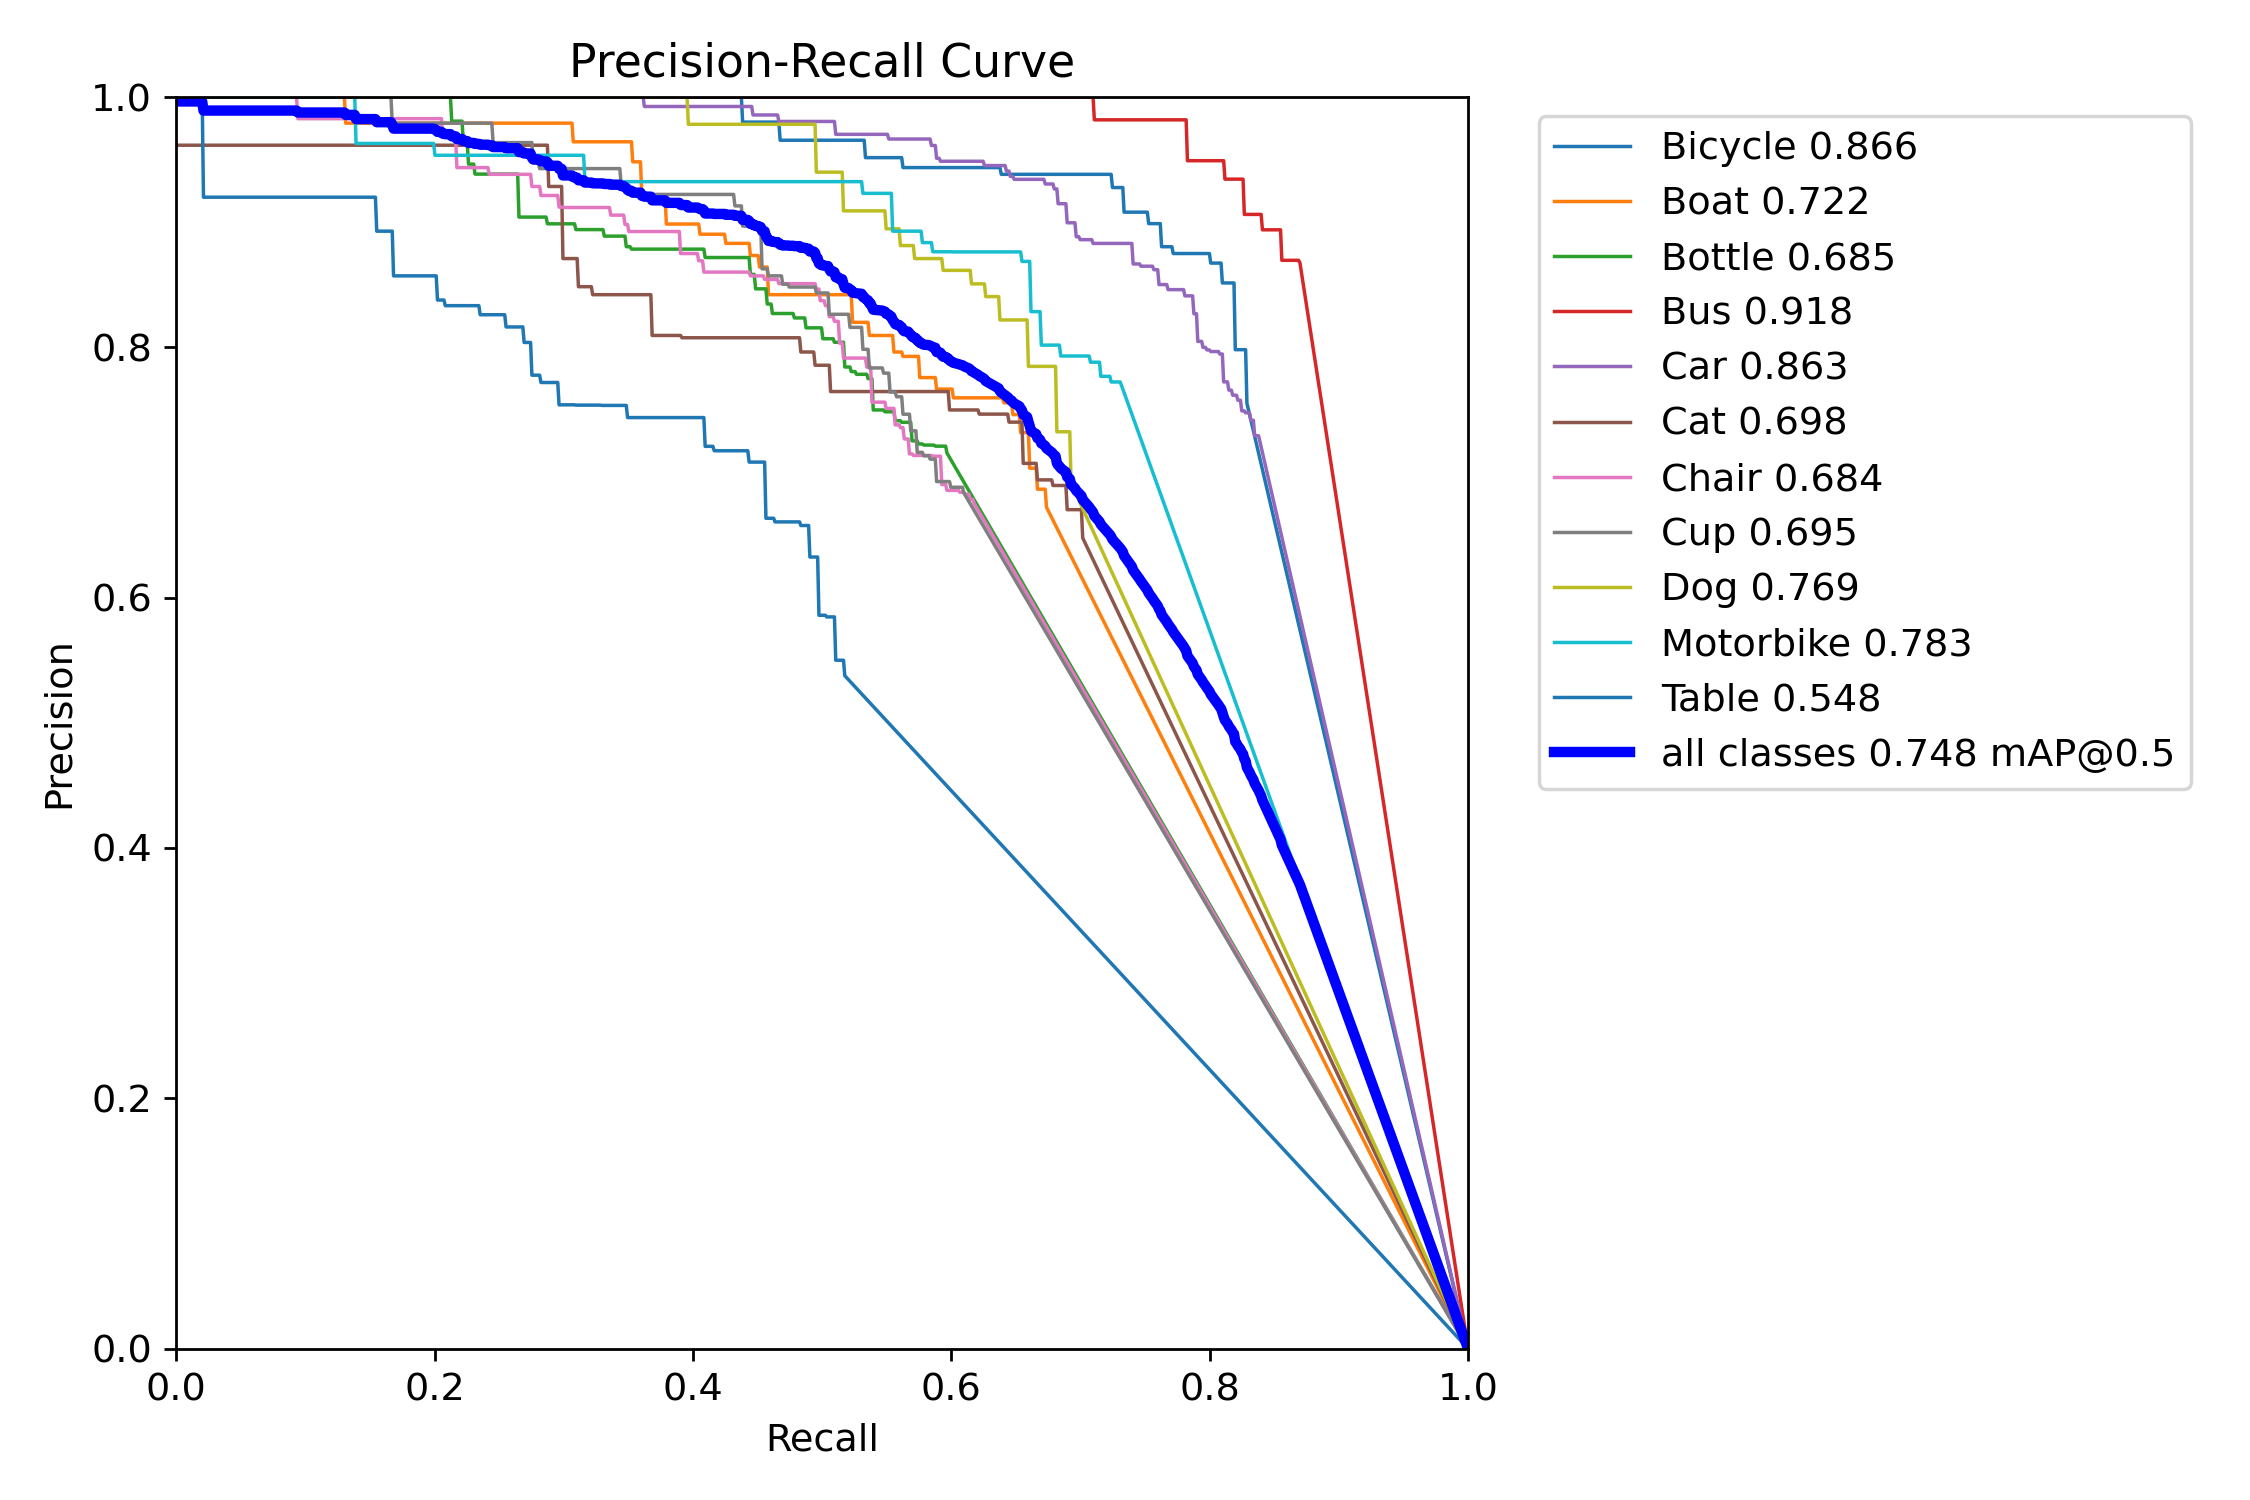 Precision-Recall Curve
1.0
0.8
0.6
0.4
0.2
0.0
Precision
0.0 0.2 0.4 0.6 0.8 1.0
Recall
Bicycle 0.866
Boat 0.722
Bottle 0.685
Bus 0.918
Car 0.863
Cat 0.698
Chair 0.684
Cup 0.695
Dog 0.769
Motorbike 0.783
Table 0.548
all classes 0.748 mAP@0.5